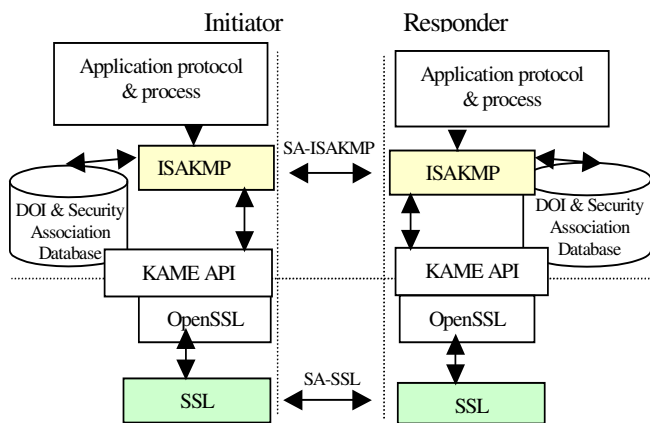 Initiator
Responder
Application protocol
& process
Application protocol
& process
SA-ISAKMP
ISAKMP
ISAKMP
DOI & Security
Association
Database
DOI & Security
Association
Database
KAME API
KAME API
OpenSSL
OpenSSL
SA-SSL
SSL
SSL